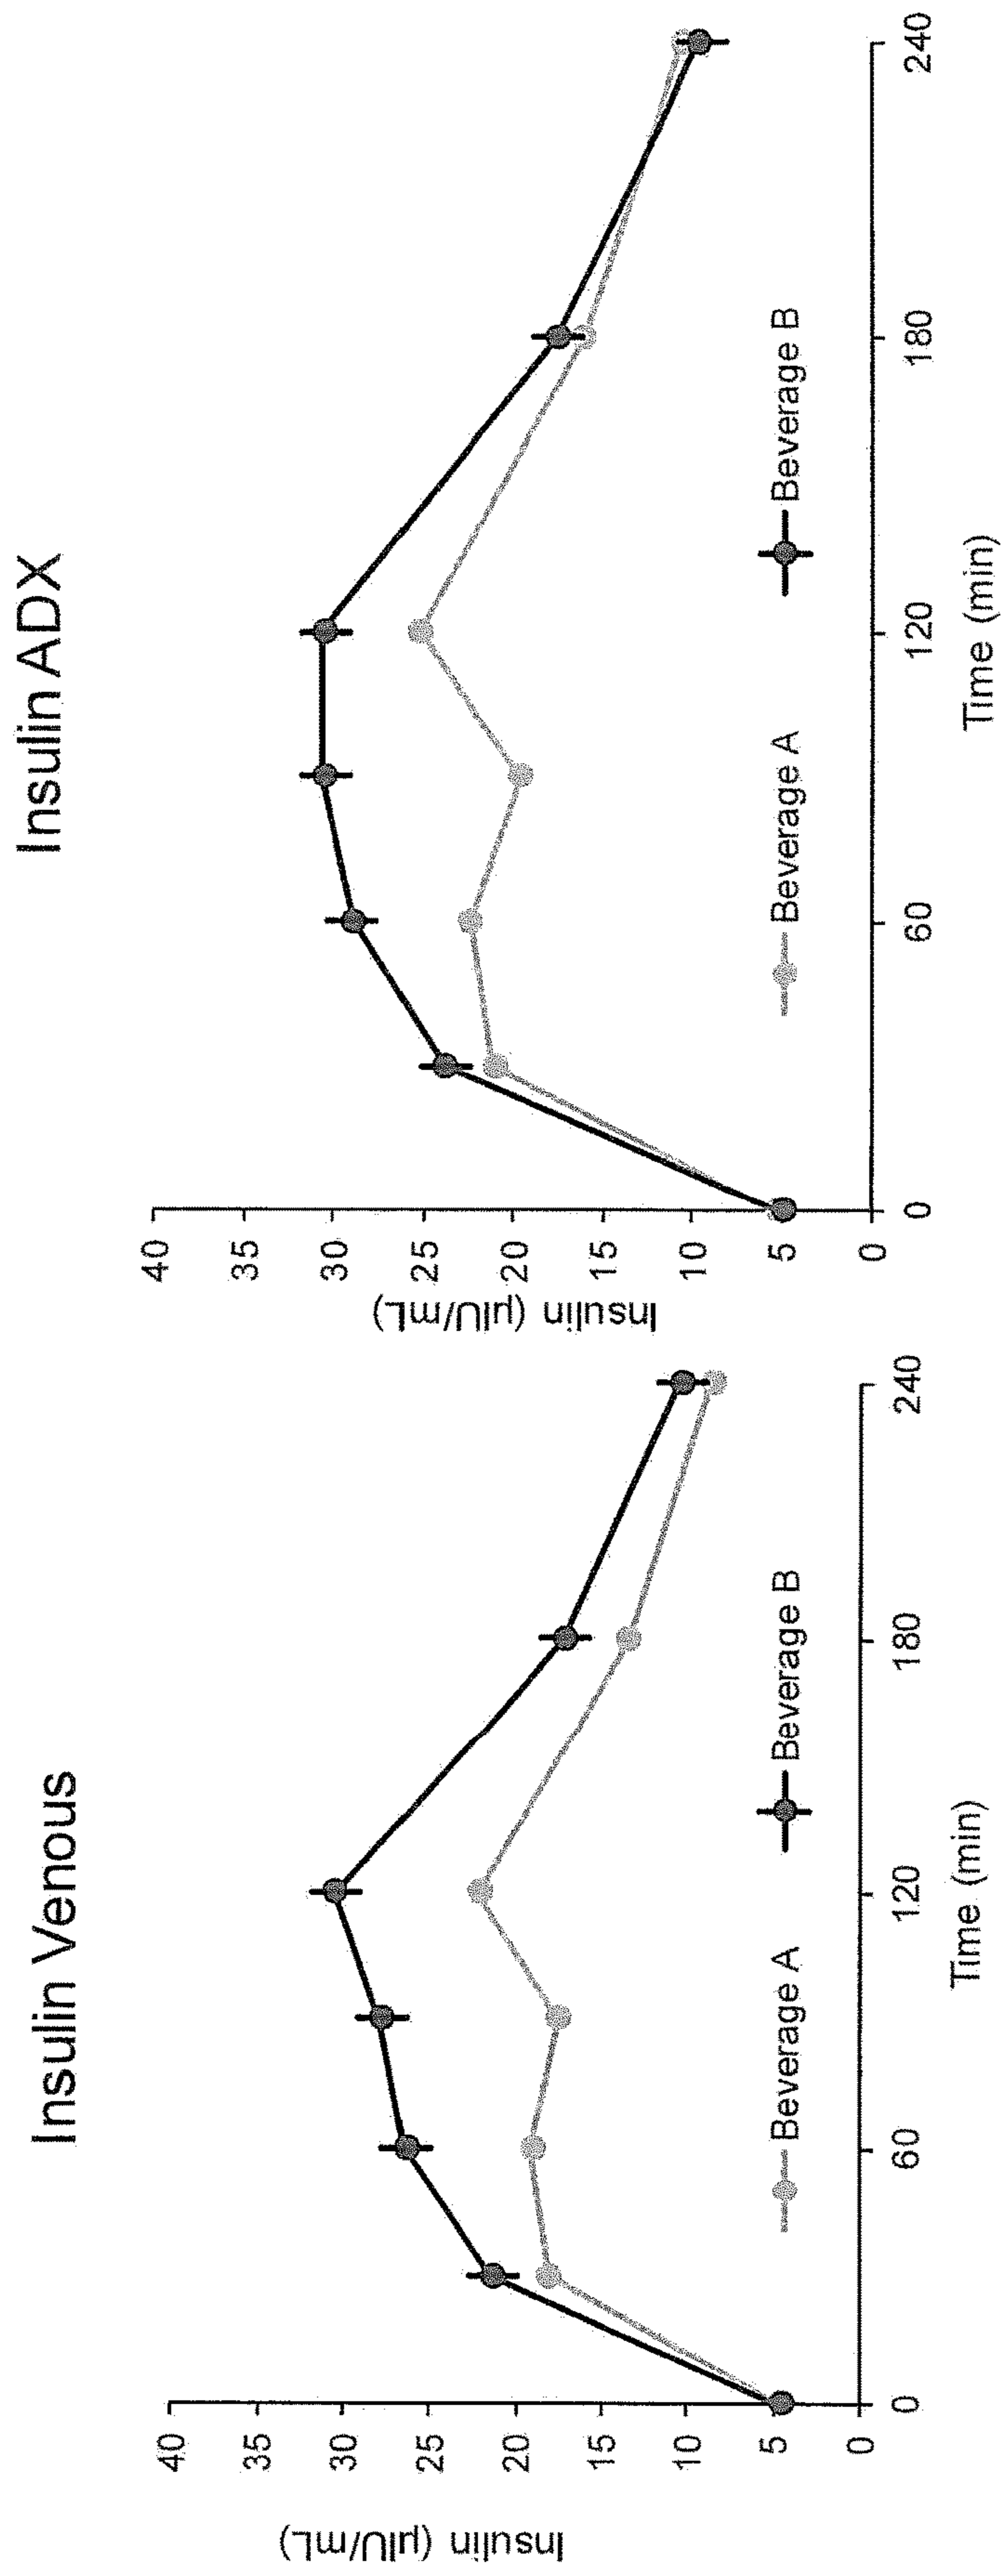 Insulin Venous
Insulin (µIU/mL)
40
35
30
25
20
15
10
5
0
0
60
120
180
240
Beverage A
Beverage B
Time (min)
Insulin ADX
Insulin (µIU/mL)
40
35
30
25
20
15
10
5
0
0
60
120
180
240
Beverage A
Beverage B
Time (min)